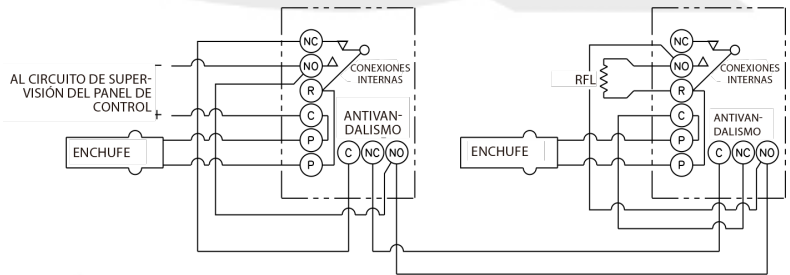 NC
NO
R
C
P
P
CONEXIONES
INTERNAS
AL CIRCUITO DE SUPER-
VISIÓN DEL PANEL DE
CONTROL
−
+
ENCHUFE
ANTIVAN-
DALISMO
C NC NO
NC
NO
R
C
P
P
CONEXIONES
INTERNAS
RFL
ENCHUFE
ANTIVAN-
DALISMO
C NC NO